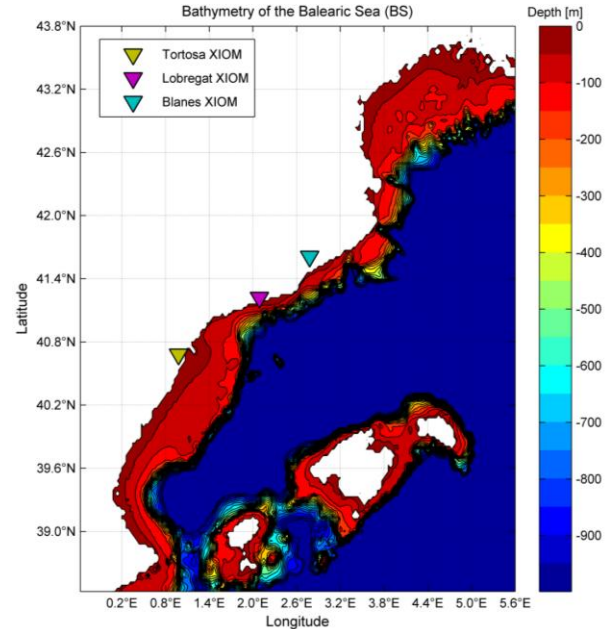 Bathymetry of the Balearic Sea (BS)
Depth [m]
Tortosa XIOM
Lobregat XIOM
Blanes XIOM
43.8°N
43.2°N
42.6°N
42.0°N
41.4°N
40.8°N
40.2°N
39.6°N
39.0°N
Latitude
0.2°E 0.8°E 1.4°E 2.0°E 2.6°E 3.2°E 3.8°E 4.4°E 5.0°E 5.6°E
Longitude
0
-100
-200
-300
-400
-500
-600
-700
-800
-900